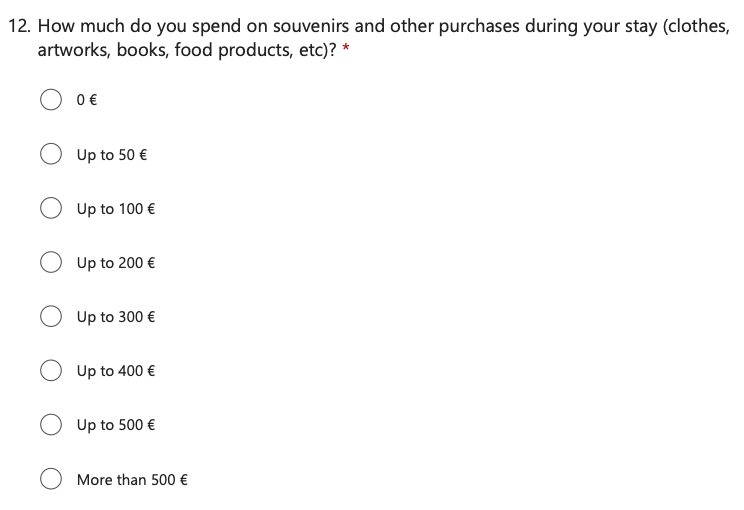 12. How much do you spend on souvenirs and other purchases during your stay (clothes,
artworks, books, food products, etc)? *
0 €
Up to 50 €
Up to 100 €
Up to 200 €
Up to 300 €
Up to 400 €
Up to 500 €
More than 500 €